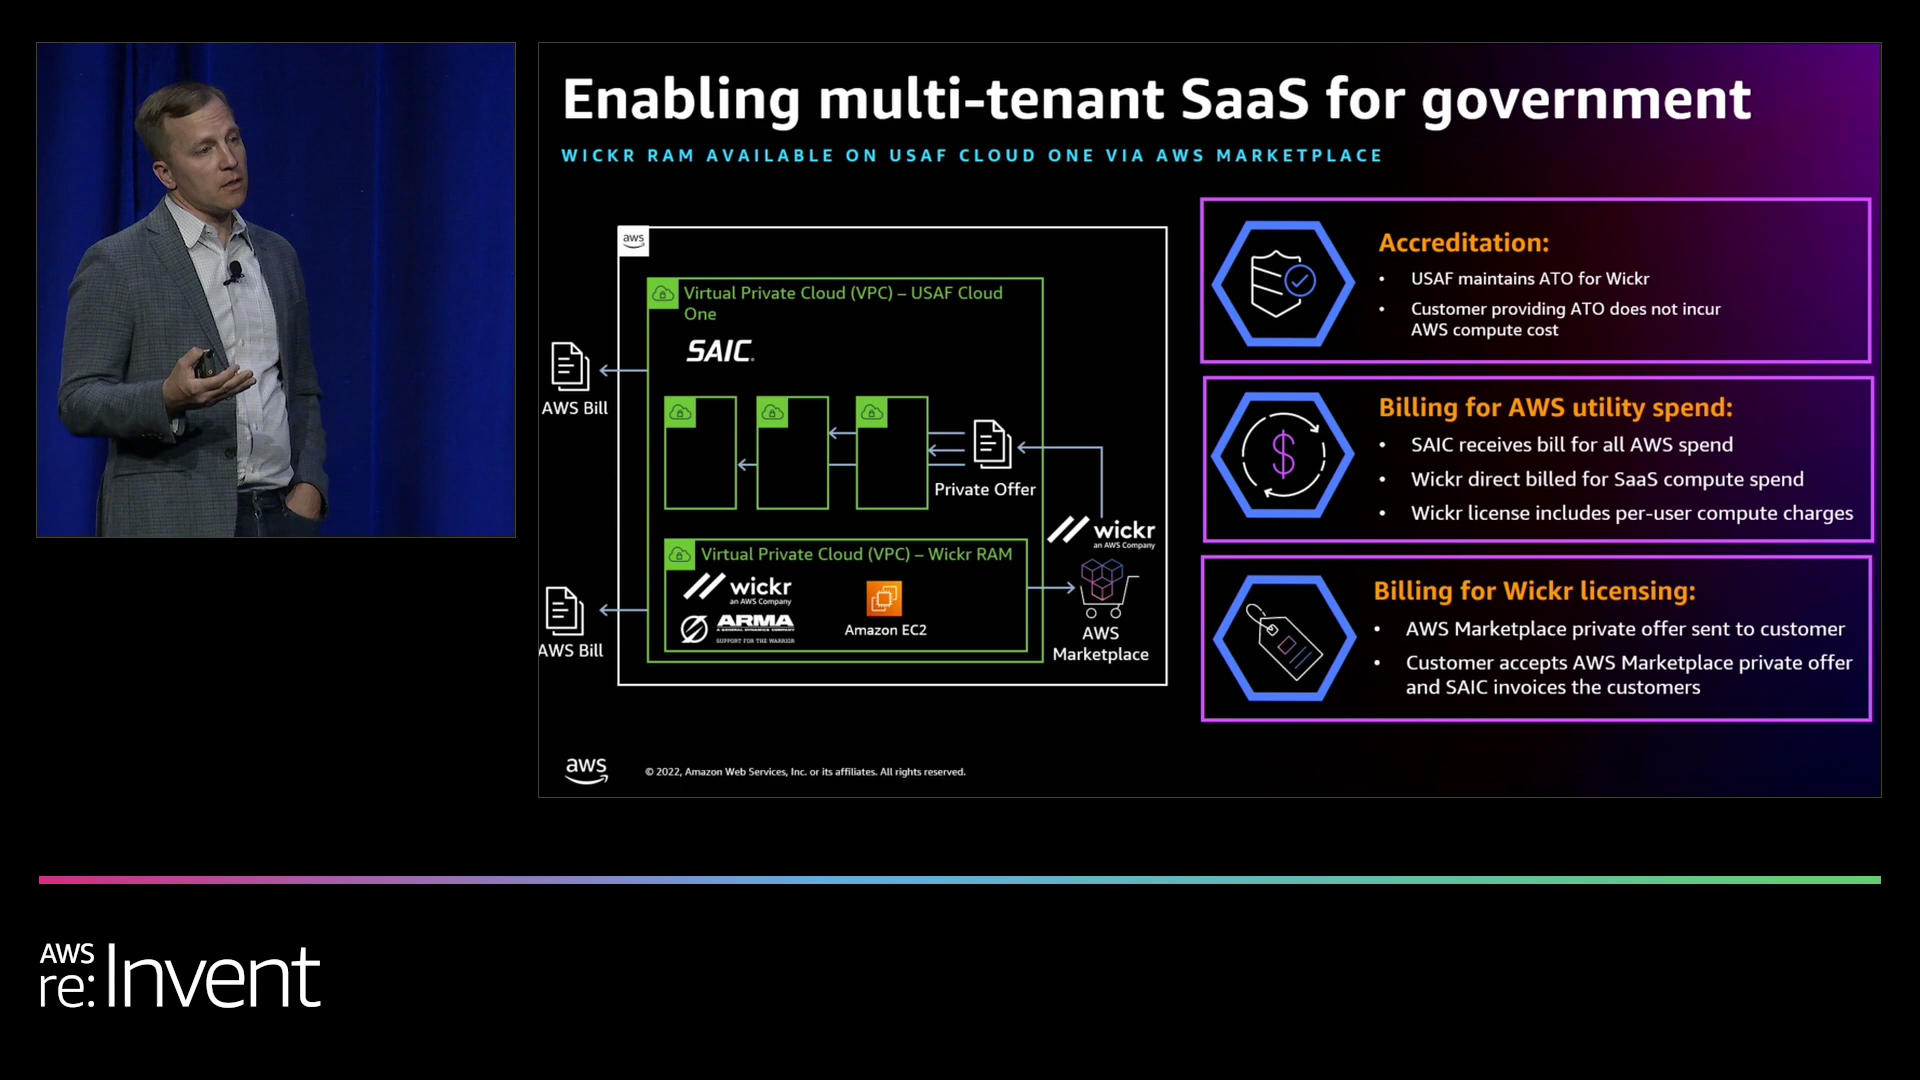 Enabling multi-tenant SaaS for government
WICKR RAM AVAILABLE ON USAF CLOUD ONE VIA AWS MARKETPLACE
aws
Virtual Private Cloud (VPC) – USAF Cloud
One
SAIC.
AWS Bill
Private Offer
wickr
an AWS Company
Virtual Private Cloud (VPC) – Wickr RAM
wickr
an AWS Company
ARMA
A GENERAL DYNAMICS COMPANY
SUPPORT FOR THE WARRIOR
Amazon EC2
AWS Bill
AWS
Marketplace
Accreditation:
• USAF maintains ATO for Wickr
• Customer providing ATO does not incur
AWS compute cost
Billing for AWS utility spend:
• SAIC receives bill for all AWS spend
• Wickr direct billed for SaaS compute spend
• Wickr license includes per-user compute charges
Billing for Wickr licensing:
• AWS Marketplace private offer sent to customer
• Customer accepts AWS Marketplace private offer
and SAIC invoices the customers
aws
© 2022, Amazon Web Services, Inc. or its affiliates. All rights reserved.
AWS
re:Invent